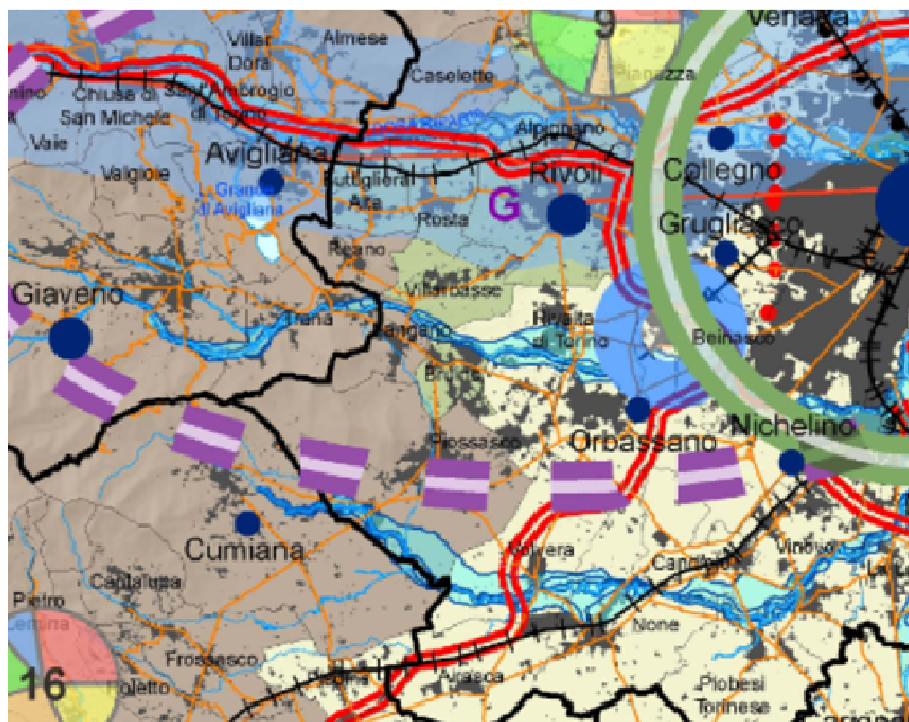 Venaria
9
Villar
Dora
Almese
Caselette
Pianezza
Chiusa di
San Michele
Sant'Ambrogio
di Torino
Vaie
Avigliana
Alpignano
Valgioie
Rivoli
Collegno
Buttigliera
Alta
Grande
di Avigliana
Rosta
G
Grugliasco
Reano
Villarbasse
Giaveno
Trana
Sangano
Rivalta
di Torino
Beinasco
Bruino
Orbassano
Nichelino
Piossasco
Cumiana
Volvera
Candiolo
Vinovo
Cantalupa
None
Frossasco
16
Roletto
Airasca
Piobesi
Torinese